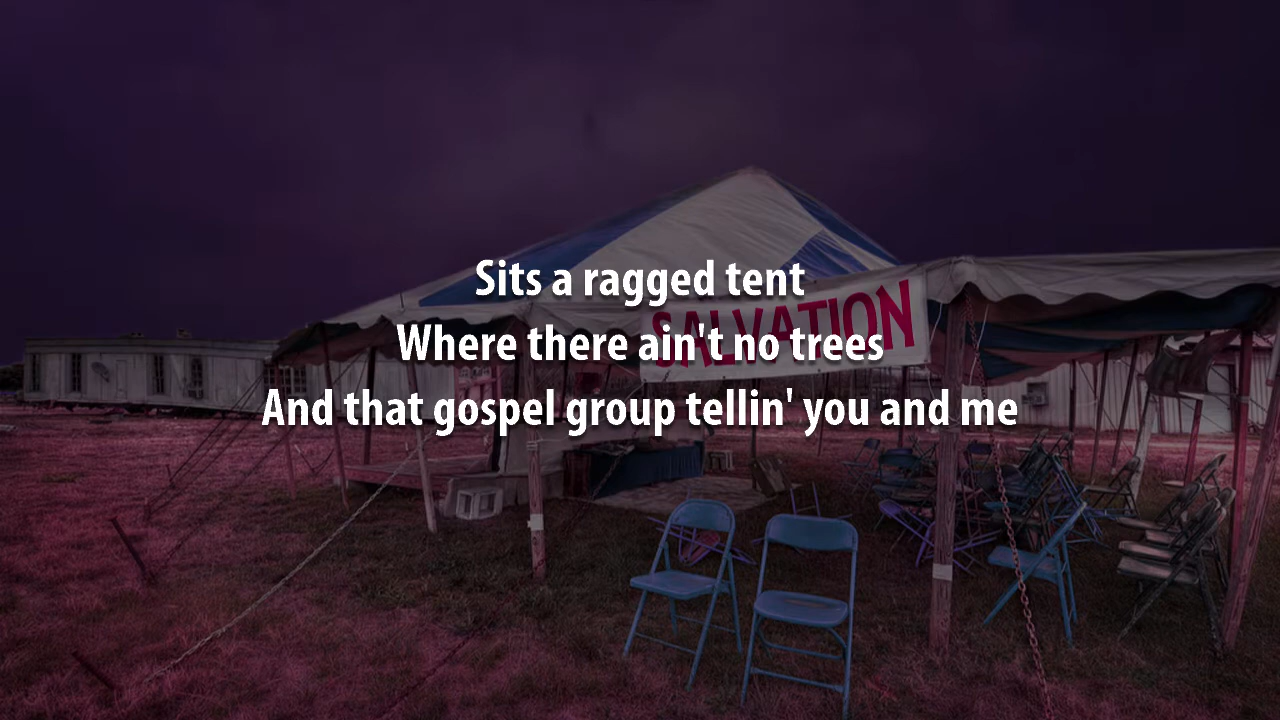 Sits a ragged tent
SALVATION
Where there ain't no trees
And that gospel group tellin' you and me